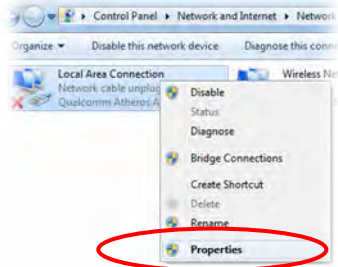 Control Panel ▸ Network and Internet ▸ Network
Organize Disable this network device Diagnose this conne
Local Area Connection
Network cable unplug
Qualcomm Atheros A
Wireless Ne
Disable
Status
Diagnose
Bridge Connections
Create Shortcut
Delete
Rename
Properties